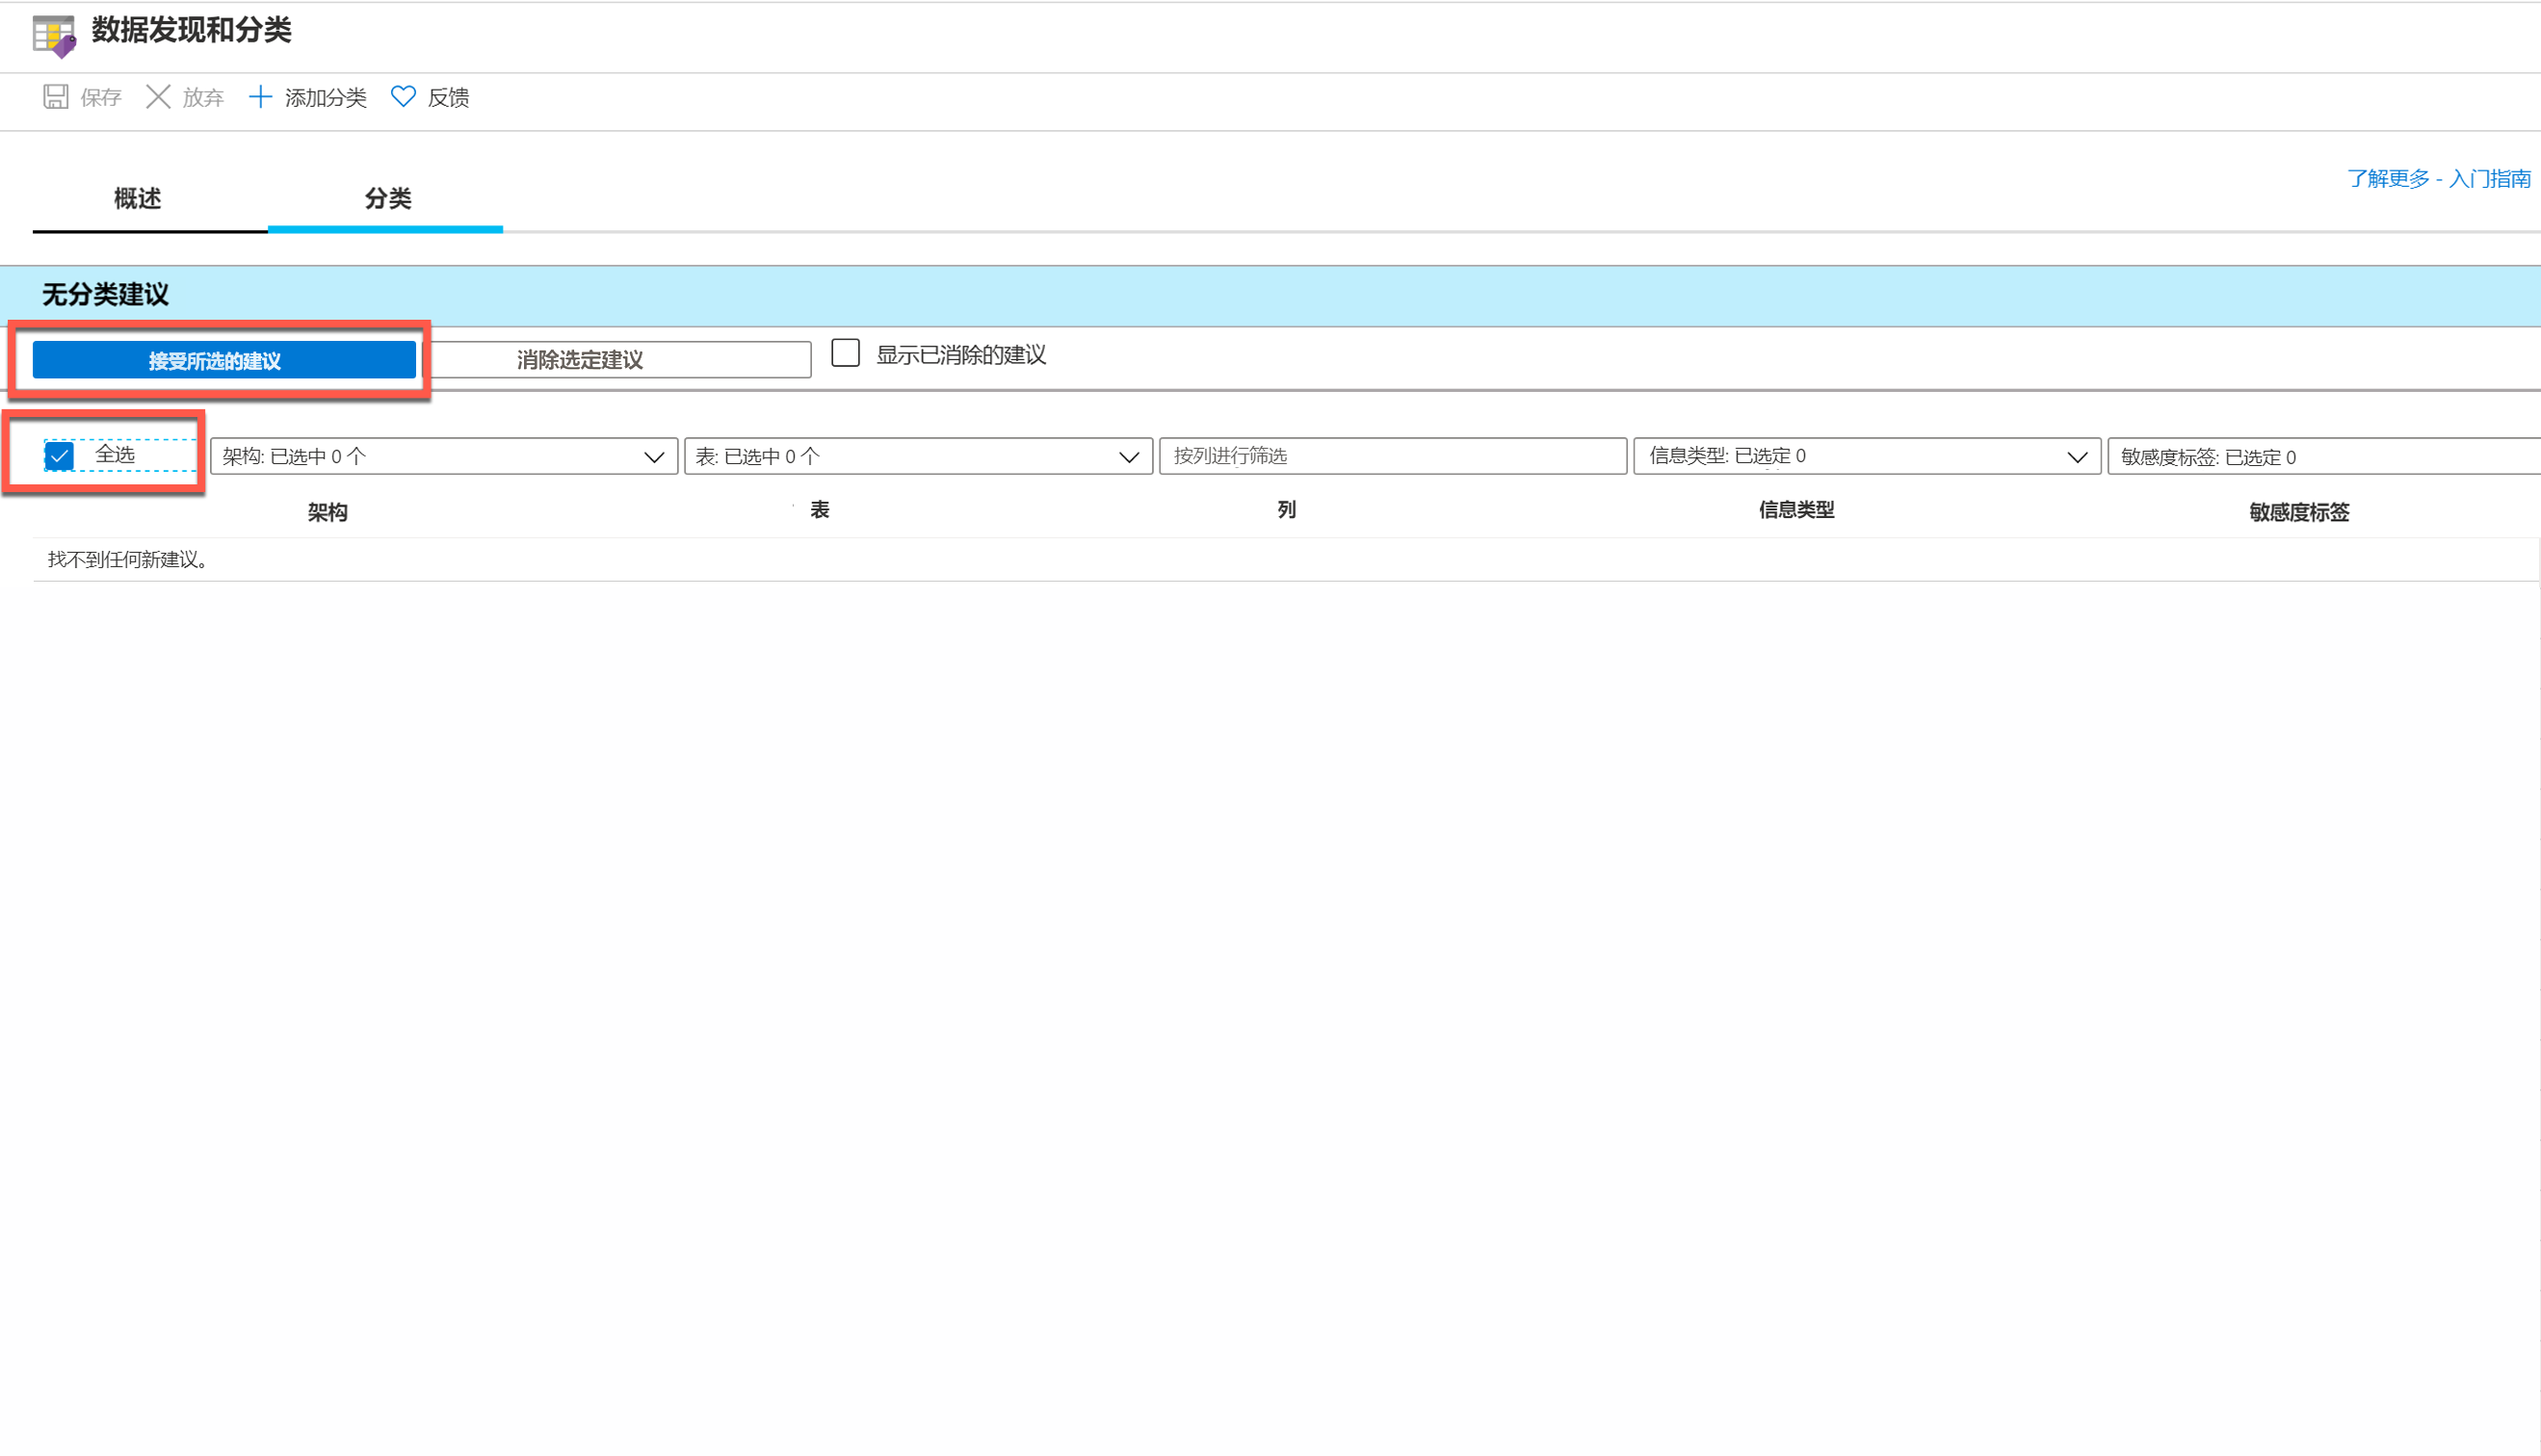 数据发现和分类
保存 放弃 添加分类 反馈
了解更多 - 入门指南
概述 分类
无分类建议
接受所选的建议 消除选定建议 显示已消除的建议
全选 架构: 已选中 0 个 表: 已选中 0 个 按列进行筛选 信息类型: 已选定 0 敏感度标签: 已选定 0
架构 表 列 信息类型 敏感度标签
找不到任何新建议。